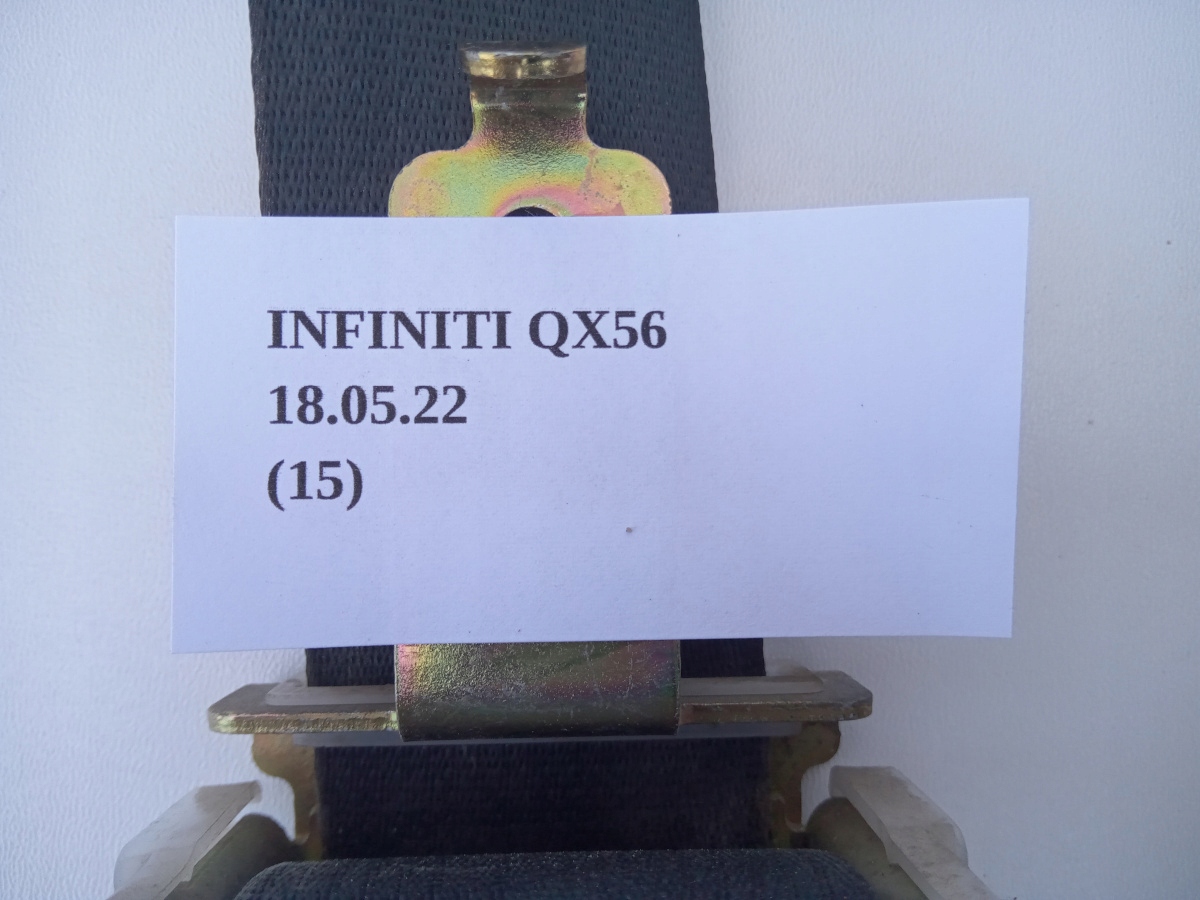 INFINITI QX56
18.05.22
(15)